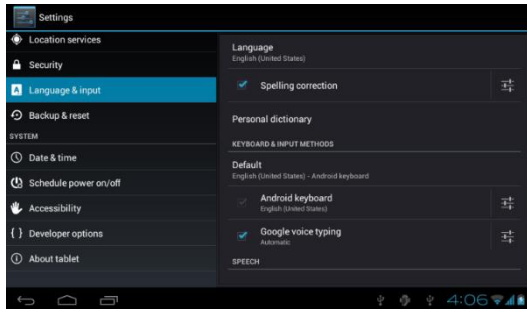 Settings
Location services
Security
Language & input
Backup & reset
SYSTEM
Date & time
Schedule power on/off
Accessibility
Developer options
About tablet
Language
English (United States)
Spelling correction
Personal dictionary
KEYBOARD & INPUT METHODS
Default
English (United States) - Android keyboard
Android keyboard
English (United States)
Google voice typing
Automatic
SPEECH
4:06